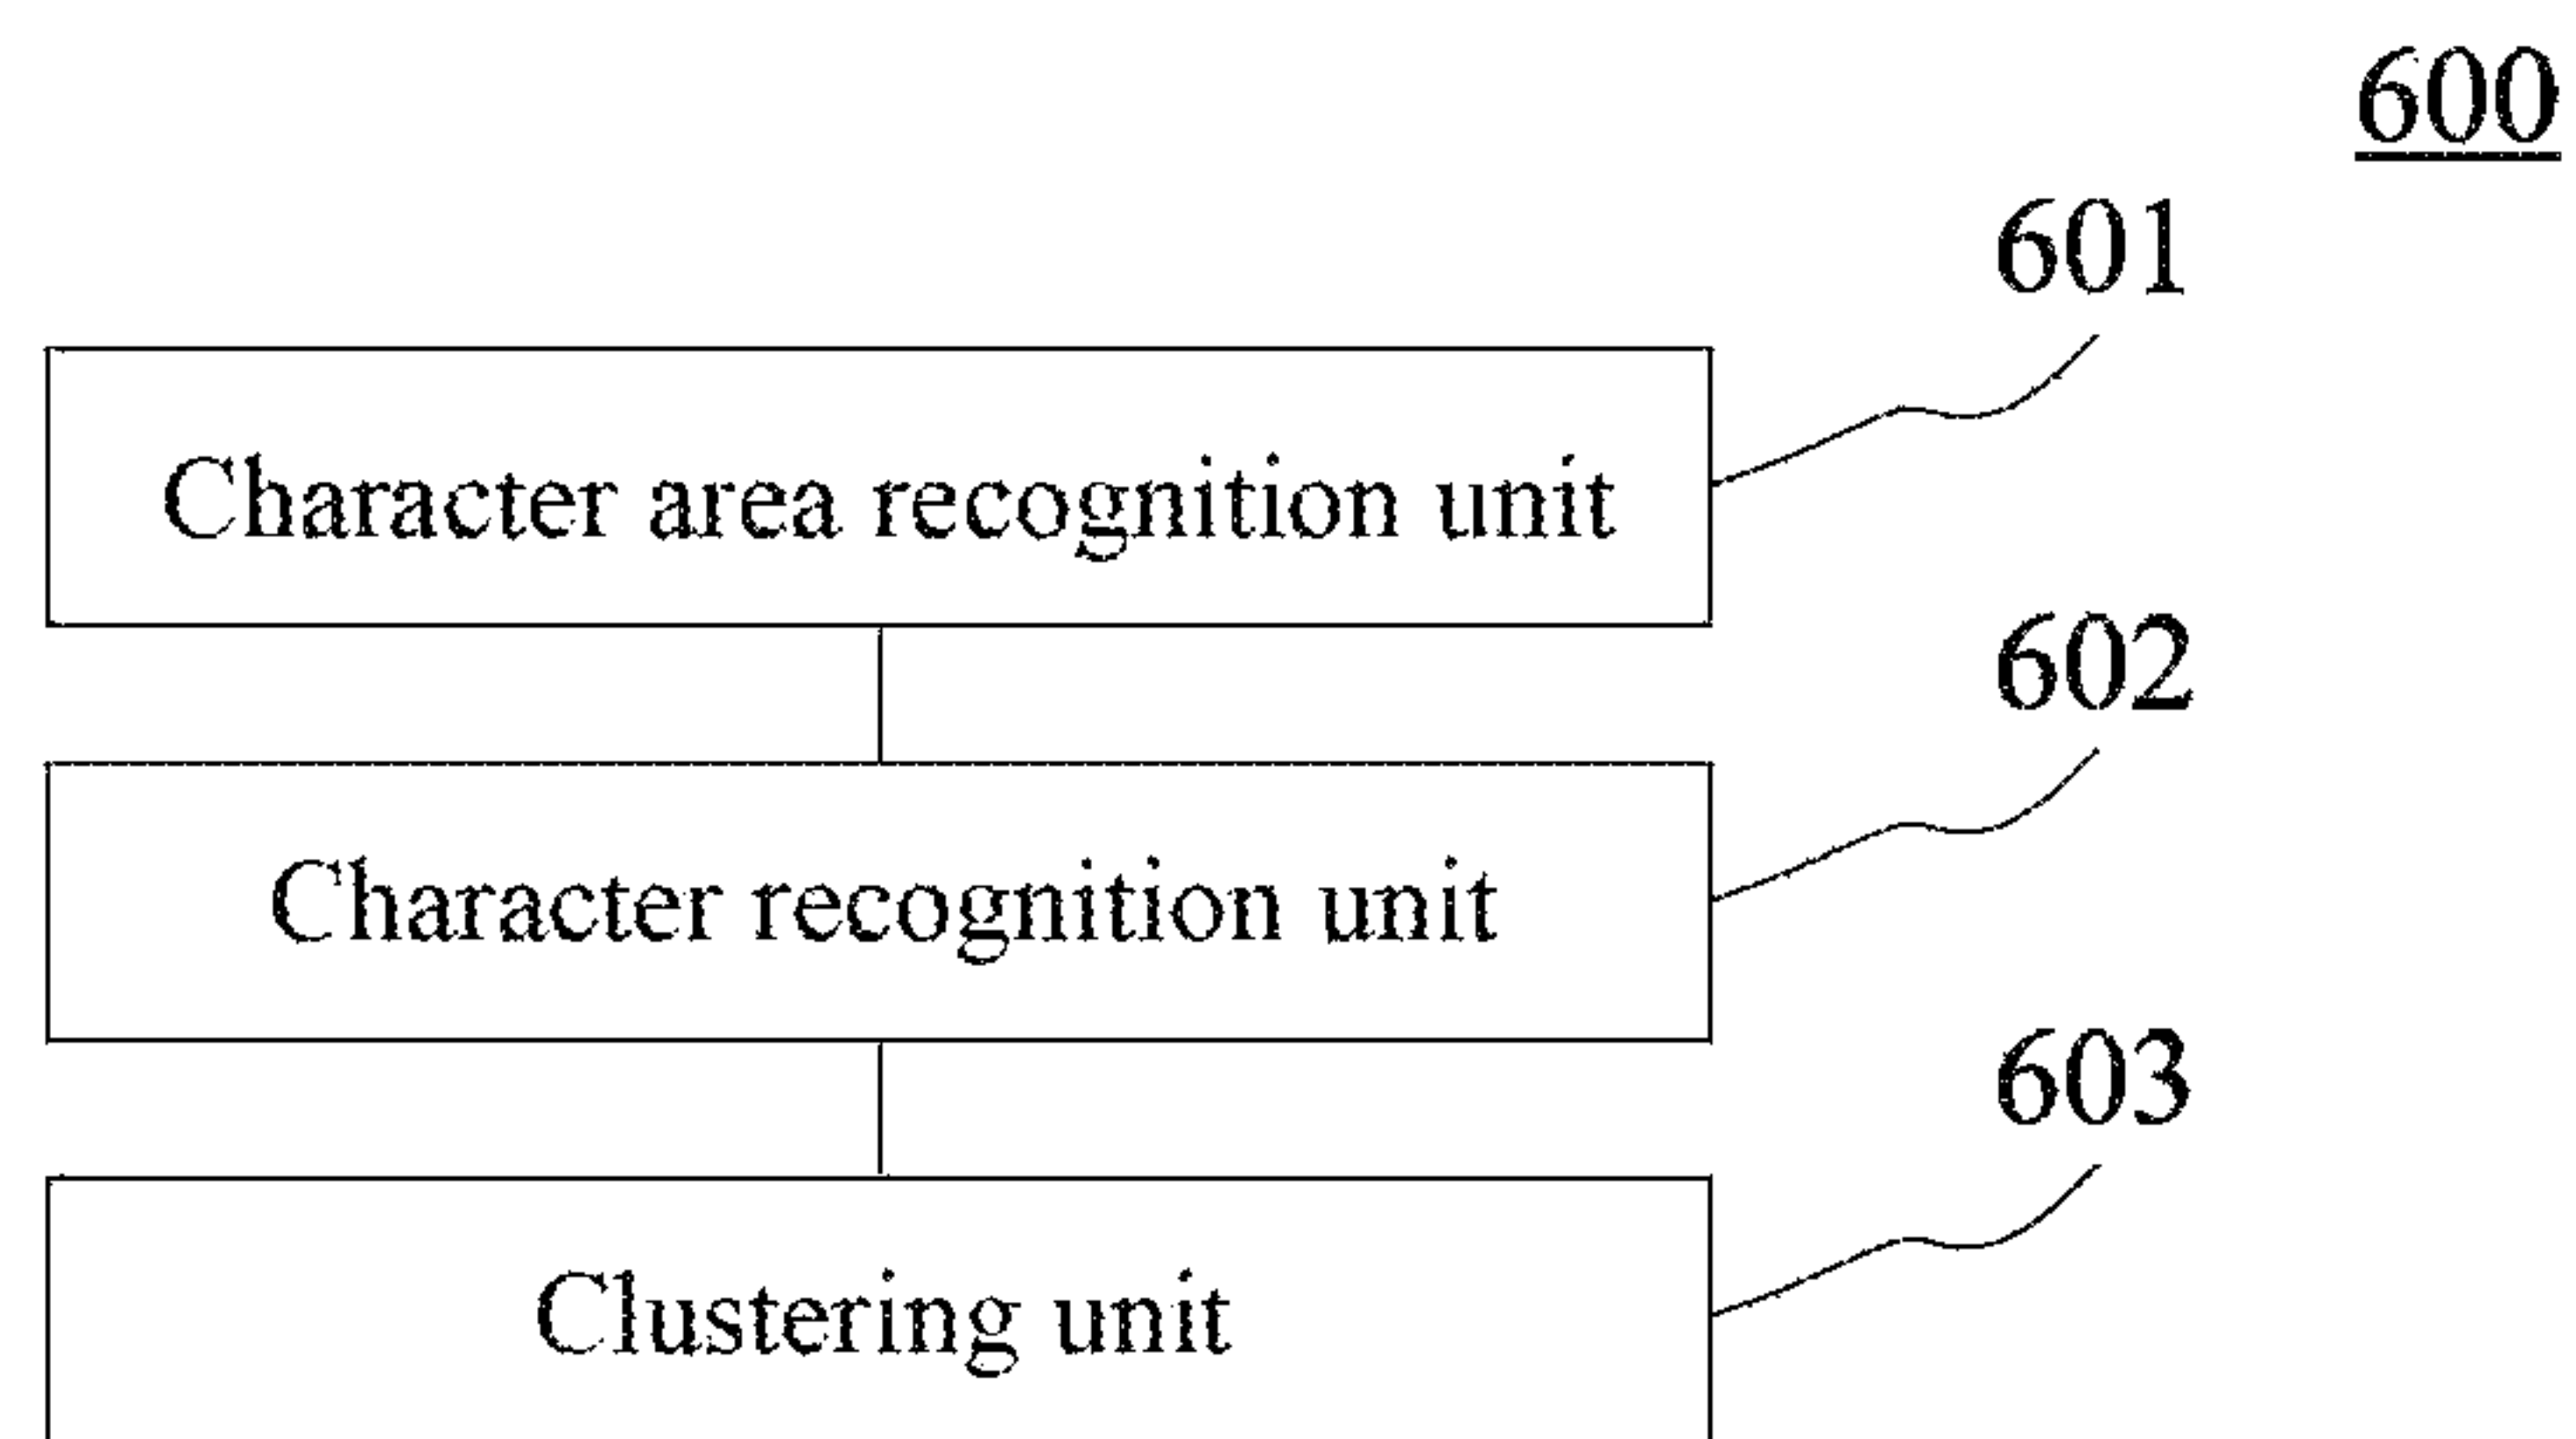 600
601
Character area recognition unit
602
Character recognition unit
603
Clustering unit